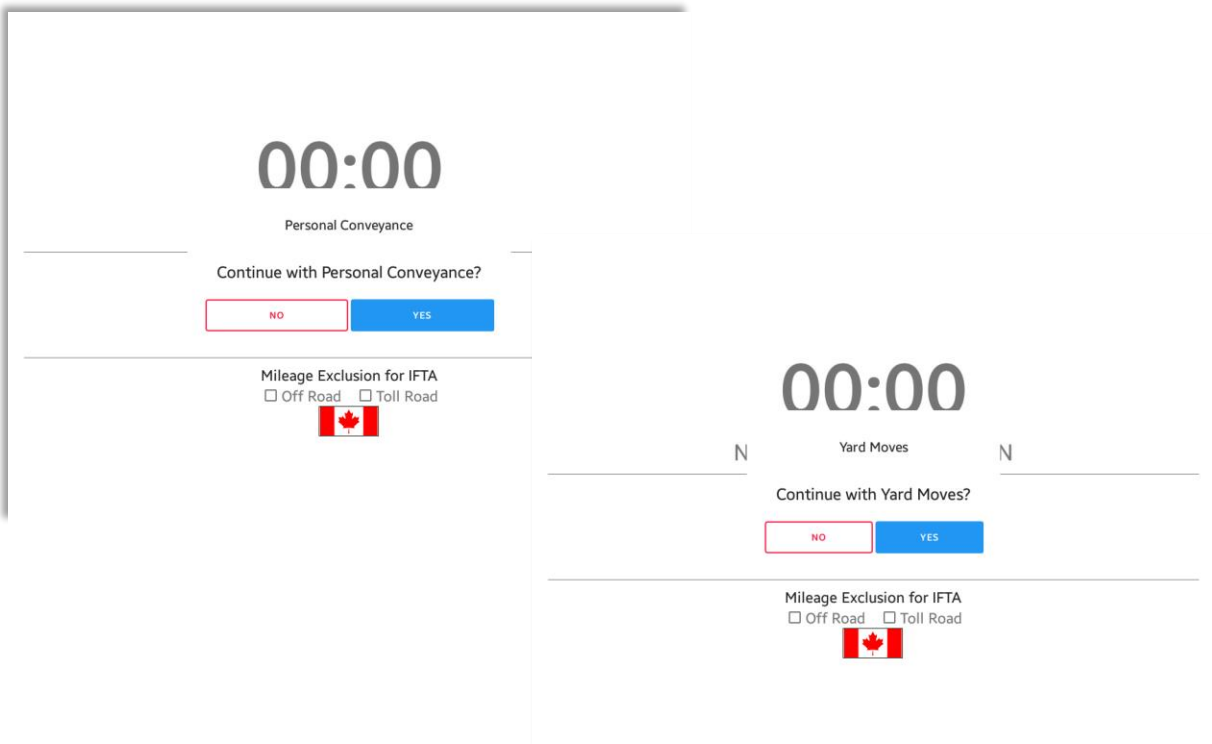 00:00
Personal Conveyance
Continue with Personal Conveyance?
NO YES
Mileage Exclusion for IFTA
Off Road Toll Road
00:00
N Yard Moves N
Continue with Yard Moves?
NO YES
Mileage Exclusion for IFTA
Off Road Toll Road